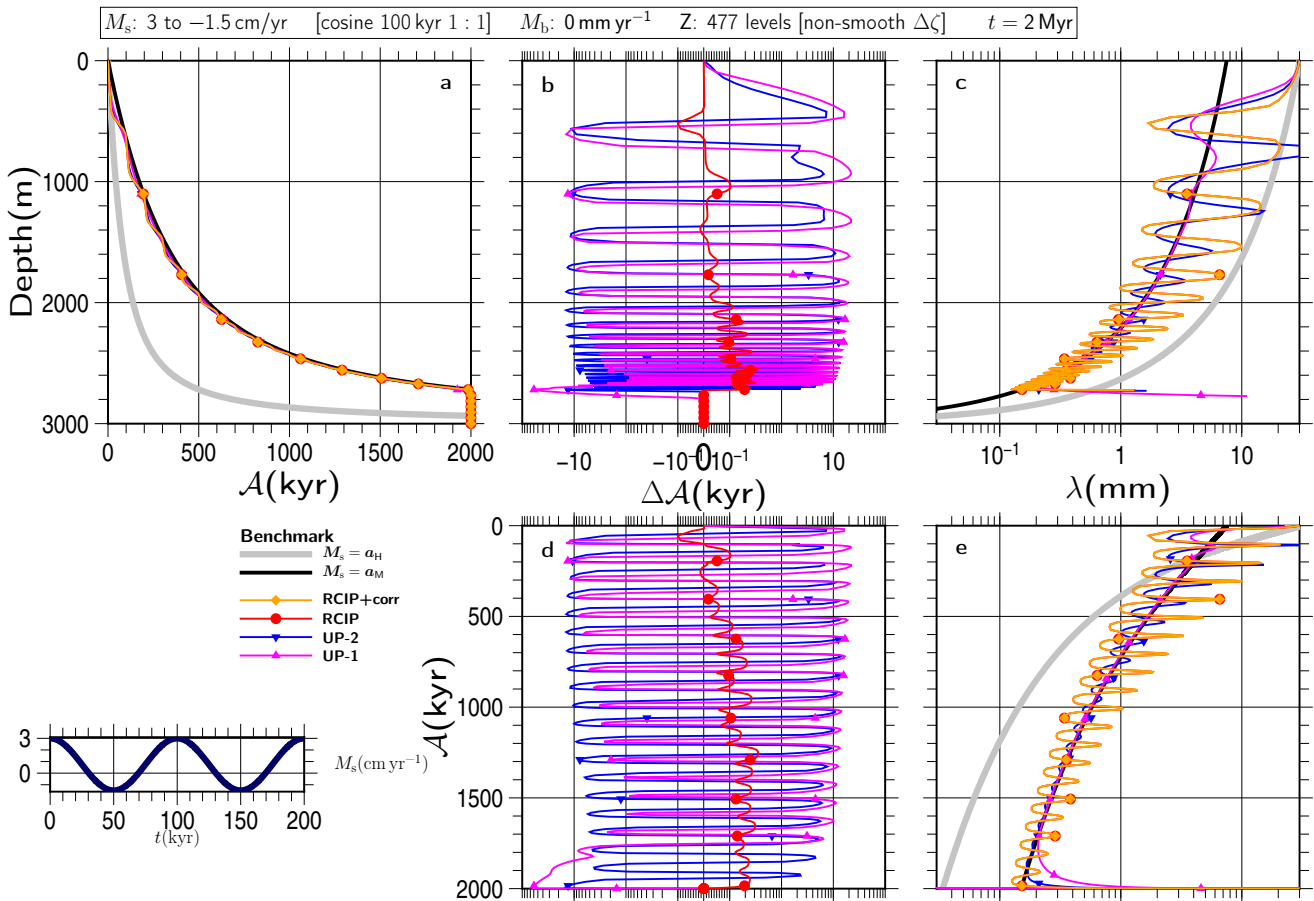 Mₛ: 3 to −1.5 cm/yr [cosine 100 kyr 1 : 1] M_b: 0 mm yr⁻¹ Z: 477 levels [non-smooth Δζ] t = 2 Myr
a
b
c
Depth(m)
0
1000
2000
3000
0 500 1000 1500 2000
𝒜(kyr)
−10 −10⁻¹ 0 10⁻¹ 10
Δ𝒜(kyr)
10⁻¹ 1 10
λ(mm)
Benchmark
Mₛ = a_H
Mₛ = a_M
RCIP+corr
RCIP
UP-2
UP-1
d
e
𝒜(kyr)
0
500
1000
1500
2000
3
0
Mₛ(cm yr⁻¹)
0 50 100 150 200
t(kyr)